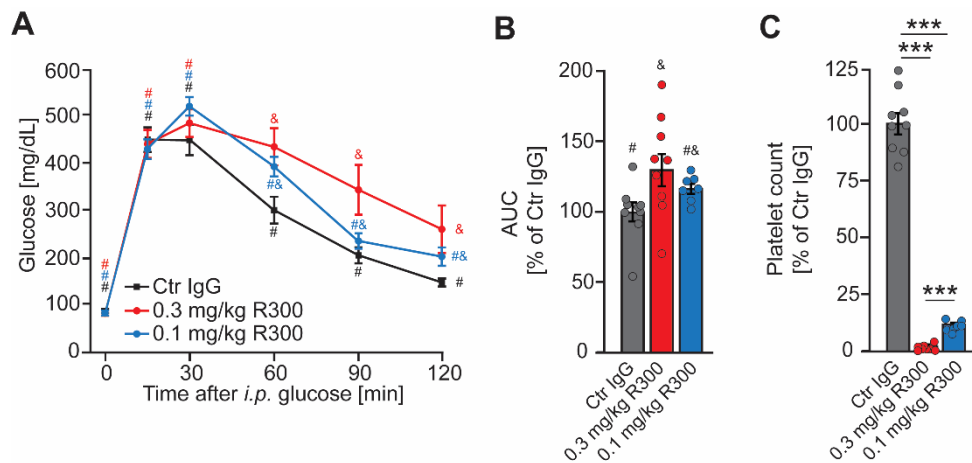 A
Glucose [mg/dL]
600
500
400
300
200
100
0
# # #
# # #
# # #
&
#&
#
&
#&
#
&
#&
#
Ctr IgG
0.3 mg/kg R300
0.1 mg/kg R300
0 30 60 90 120
Time after i.p. glucose [min]
B
AUC
[% of Ctr IgG]
200
150
100
50
0
#
&
#&
Ctr IgG
0.3 mg/kg R300
0.1 mg/kg R300
C
Platelet count
[% of Ctr IgG]
125
100
75
50
25
0
***
***
***
Ctr IgG
0.3 mg/kg R300
0.1 mg/kg R300